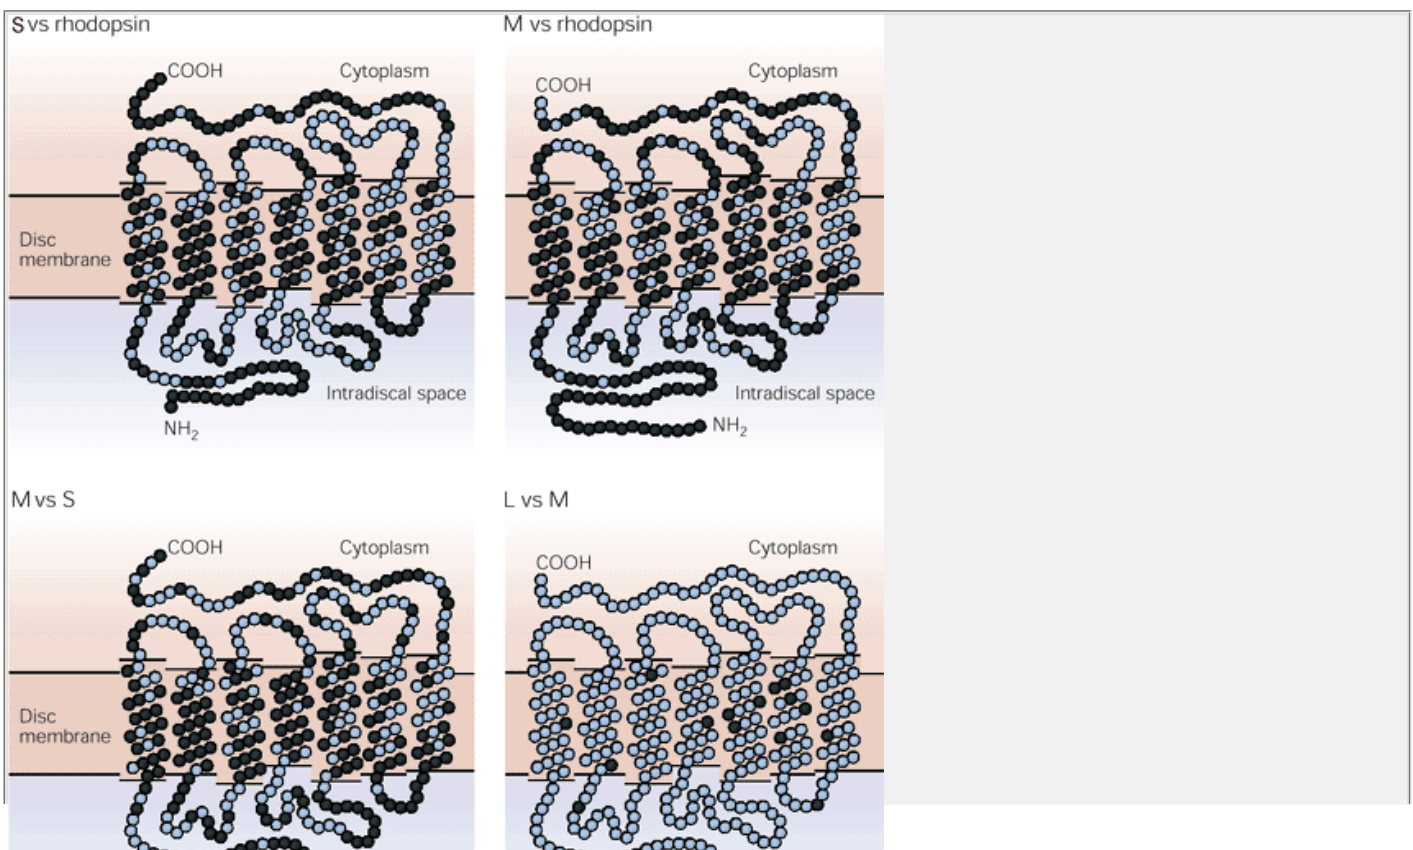 S vs rhodopsin
COOH
Cytoplasm
Disc
membrane
Intradiscal space
NH2
M vs rhodopsin
COOH
Cytoplasm
Intradiscal space
NH2
M vs S
COOH
Cytoplasm
Disc
membrane
L vs M
COOH
Cytoplasm